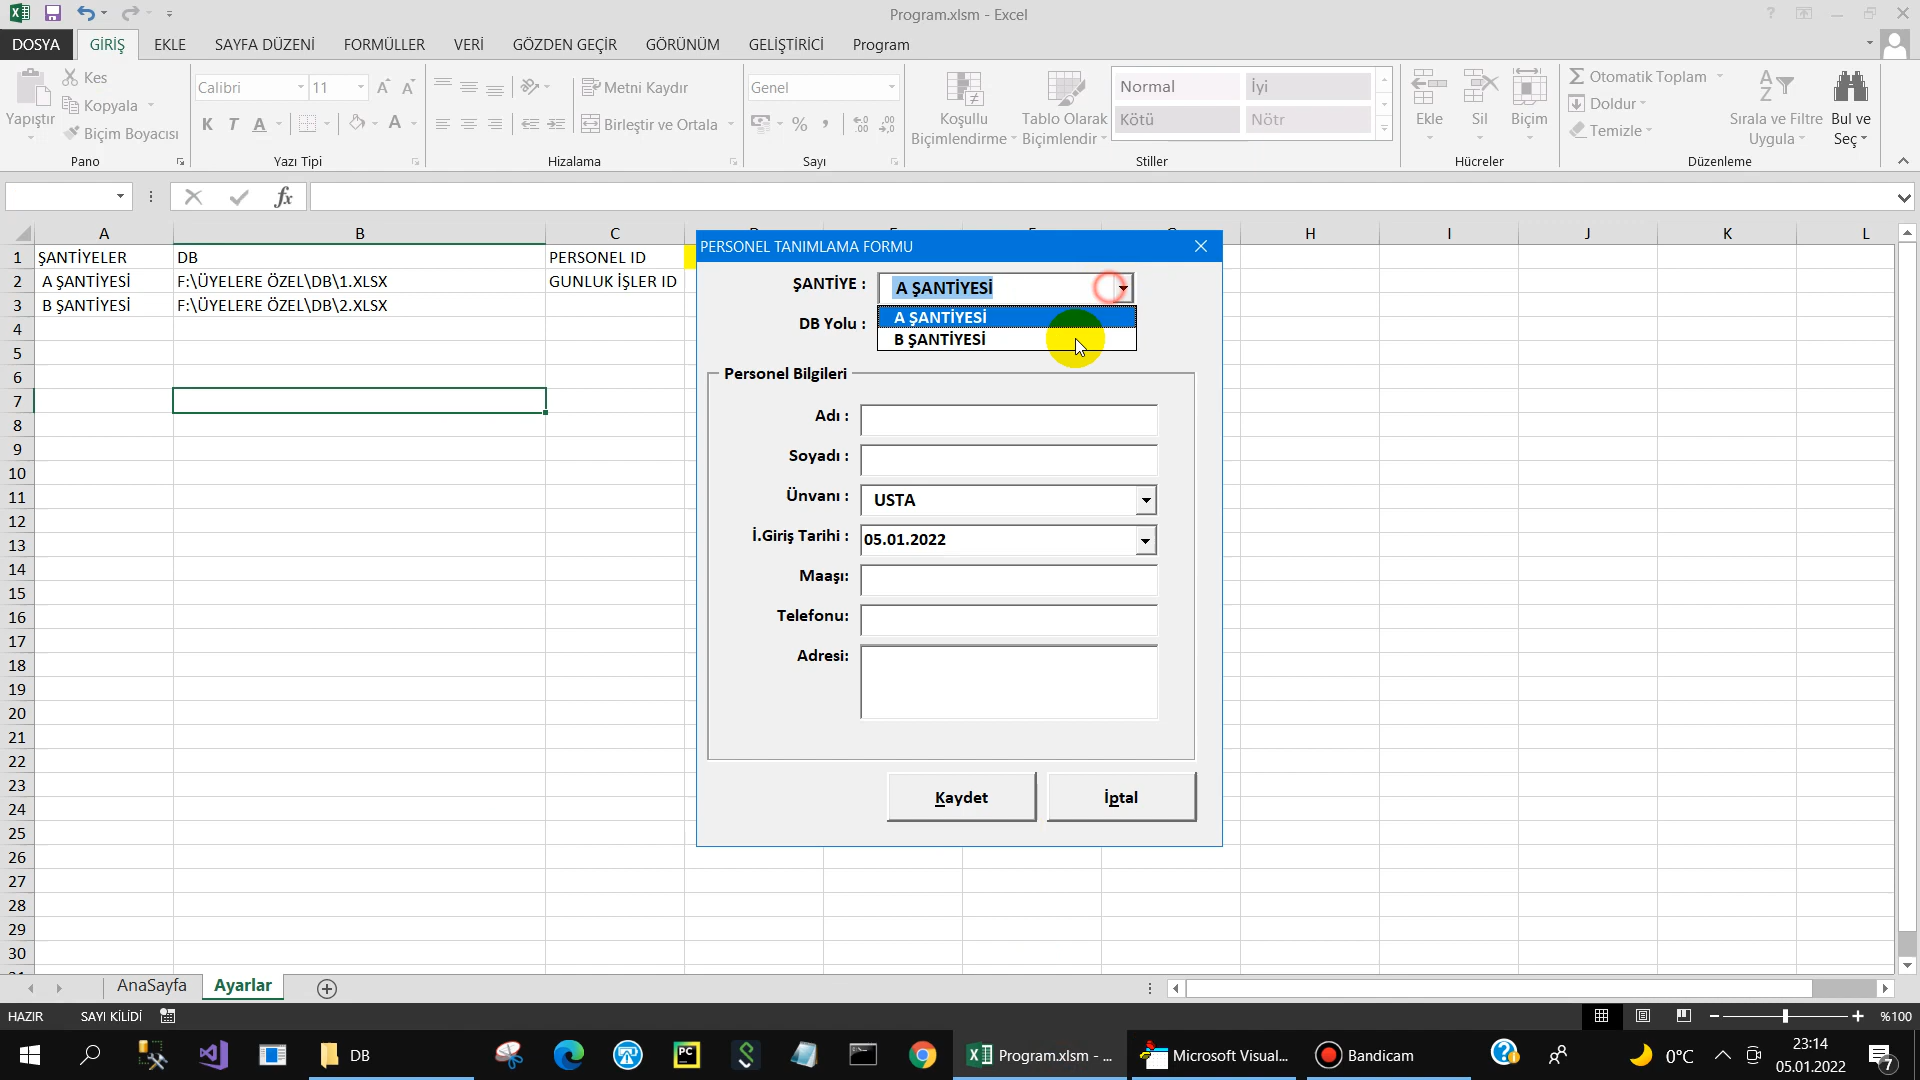 Program.xlsm - Excel
DOSYA GİRİŞ EKLE SAYFA DÜZENİ FORMÜLLER VERİ GÖZDEN GEÇİR GÖRÜNÜM GELİŞTİRİCİ Program
Yapıştır
Kes
Kopyala
Biçim Boyacısı
Pano
Calibri 11
K T A
Yazı Tipi
Metni Kaydır
Birleştir ve Ortala
Hizalama
Genel
Sayı
Koşullu Biçimlendirme
Tablo Olarak Biçimlendir
Normal İyi
Kötü Nötr
Stiller
Ekle Sil Biçim
Hücreler
Otomatik Toplam
Doldur
Temizle
Sırala ve Filtre Uygula
Bul ve Seç
Düzenleme
fx
A B C H I J K L
1 ŞANTİYELER DB PERSONEL ID
2 A ŞANTİYESİ F:\ÜYELERE ÖZEL\DB\1.XLSX GUNLUK İŞLER ID
3 B ŞANTİYESİ F:\ÜYELERE ÖZEL\DB\2.XLSX
4
5
6
7
8
9
10
11
12
13
14
15
16
17
18
19
20
21
22
23
24
25
26
27
28
29
30
PERSONEL TANIMLAMA FORMU
ŞANTİYE : A ŞANTİYESİ
A ŞANTİYESİ
DB Yolu :
B ŞANTİYESİ
Personel Bilgileri
Adı :
Soyadı :
Ünvanı : USTA
İ.Giriş Tarihi : 05.01.2022
Maaşı:
Telefonu:
Adresi:
Kaydet İptal
AnaSayfa Ayarlar
HAZIR SAYI KİLİDİ %100
DB Program.xlsm - ... Microsoft Visual... Bandicam 0°C 23:14
05.01.2022 7